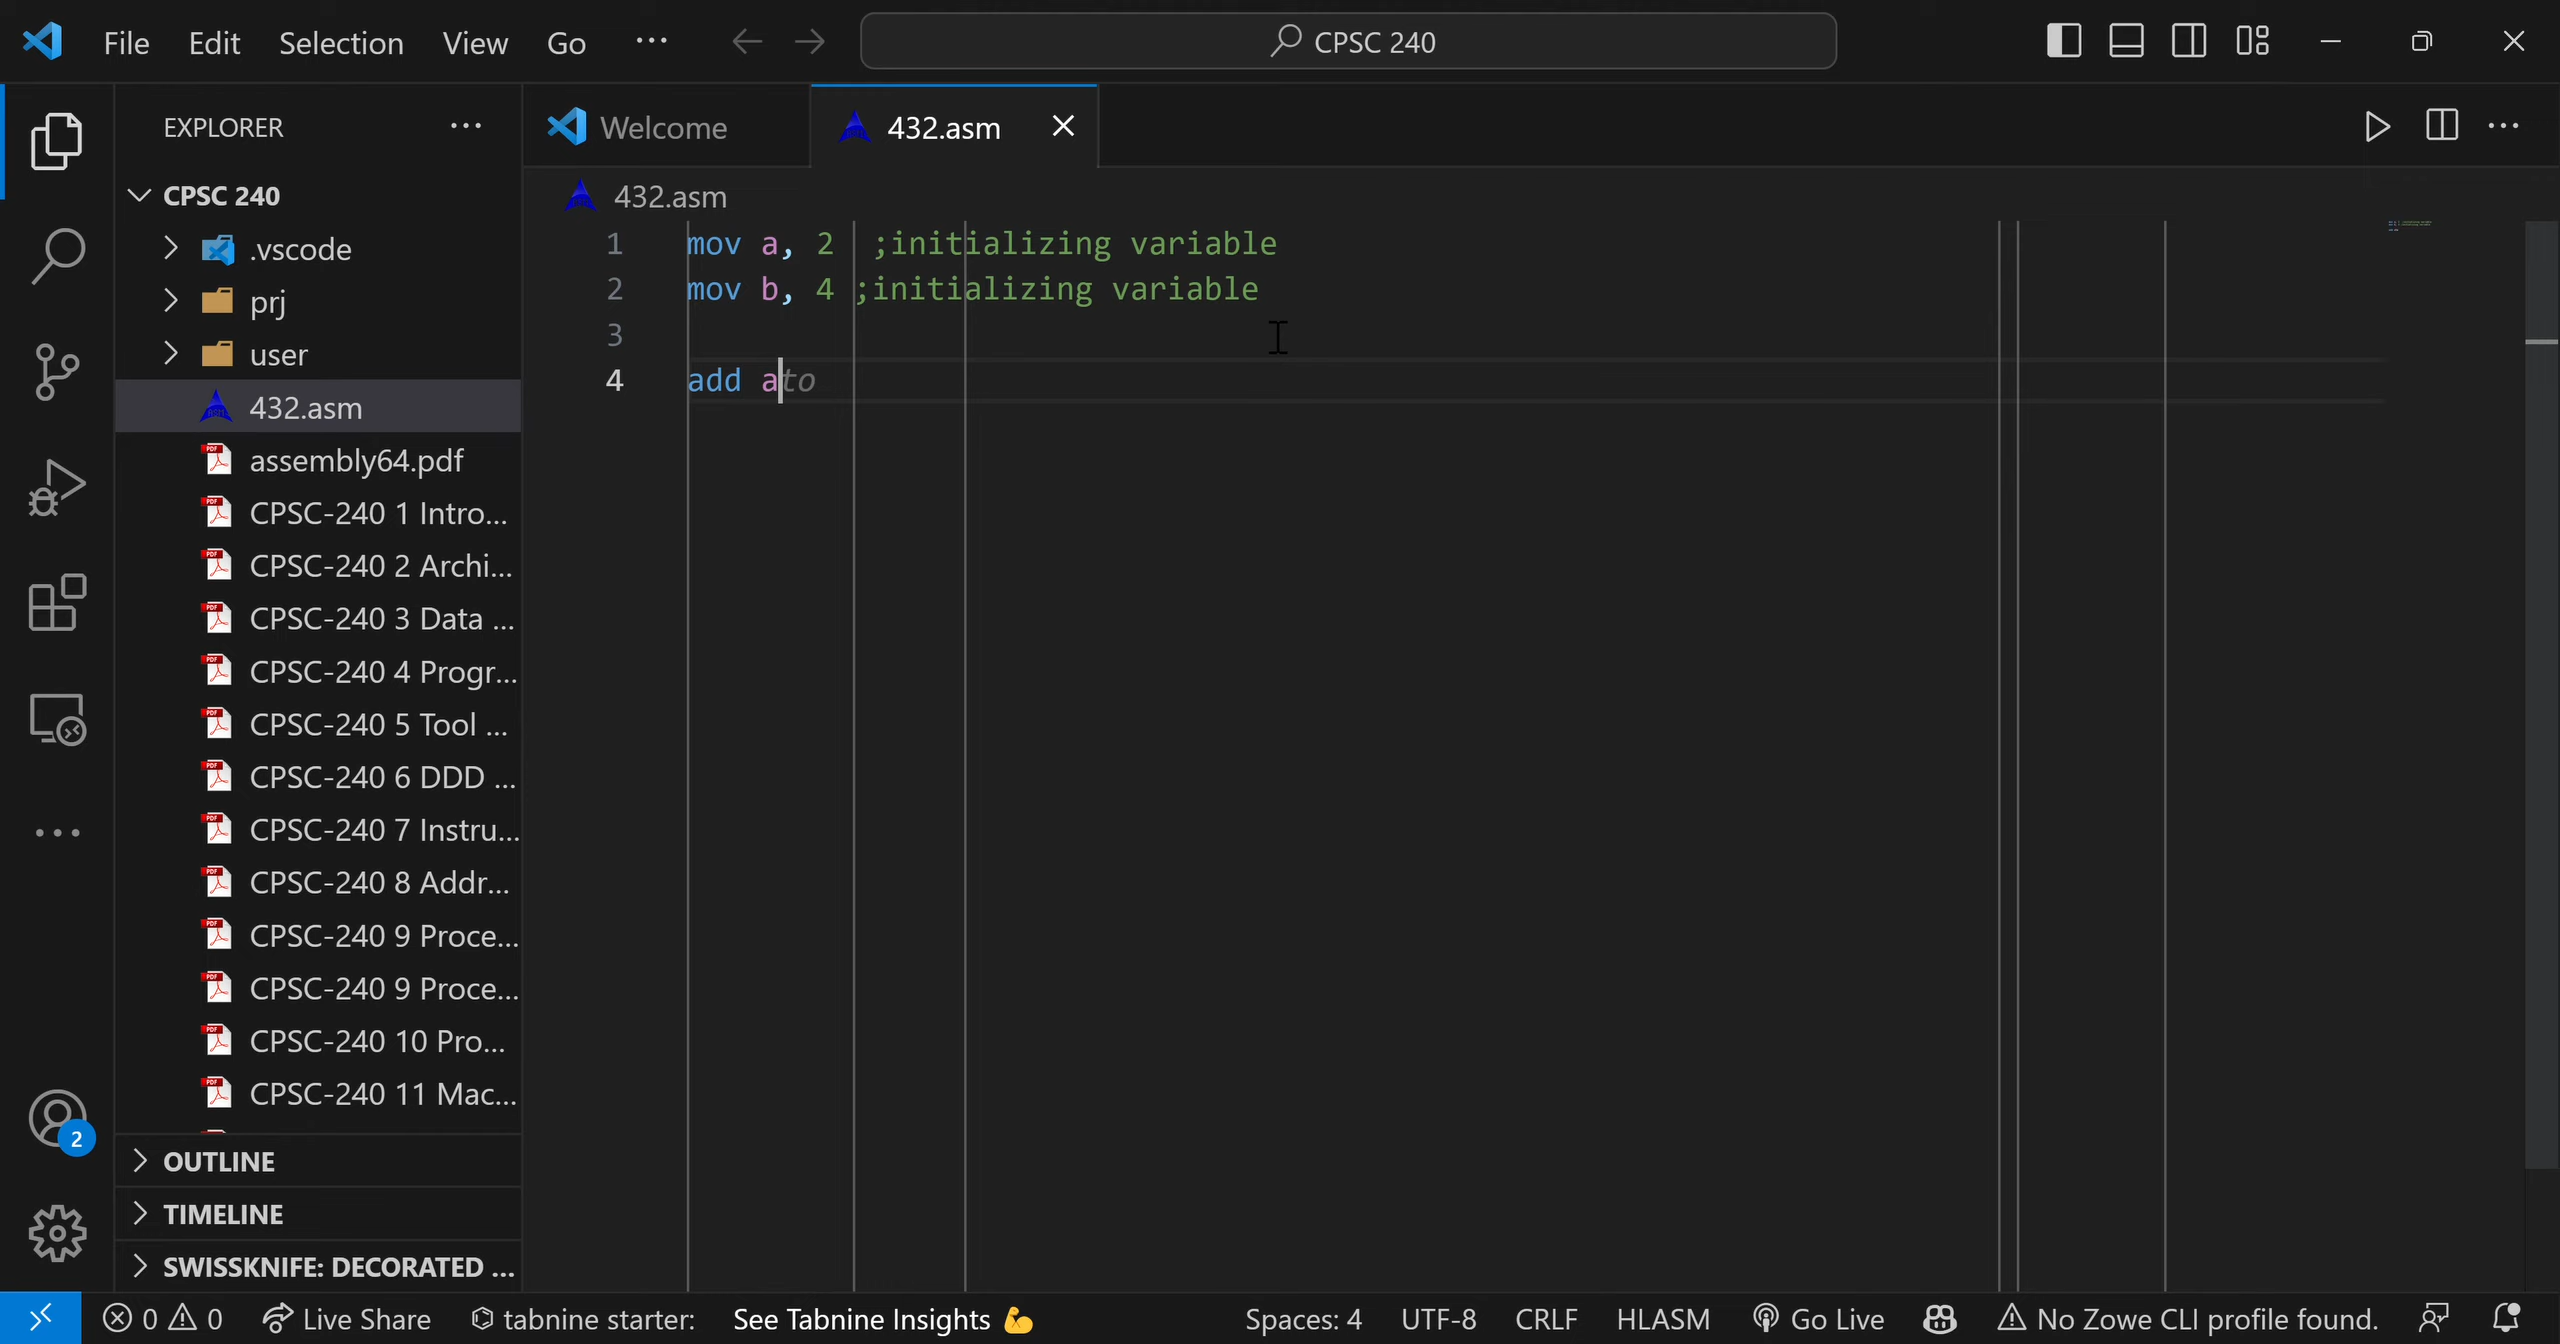 File Edit Selection View Go ··· CPSC 240
EXPLORER ···
Welcome
432.asm
CPSC 240
.vscode
prj
user
432.asm
assembly64.pdf
CPSC-240 1 Intro...
CPSC-240 2 Archi...
CPSC-240 3 Data ...
CPSC-240 4 Progr...
CPSC-240 5 Tool ...
CPSC-240 6 DDD ...
CPSC-240 7 Instru...
CPSC-240 8 Addr...
CPSC-240 9 Proce...
CPSC-240 9 Proce...
CPSC-240 10 Pro...
CPSC-240 11 Mac...
OUTLINE
TIMELINE
SWISSKNIFE: DECORATED ...
2
432.asm
1 mov a, 2 ;initializing variable
2 mov b, 4 ;initializing variable
3
4 add ato
0 0 Live Share tabnine starter: See Tabnine Insights 💪 Spaces: 4 UTF-8 CRLF HLASM Go Live No Zowe CLI profile found.